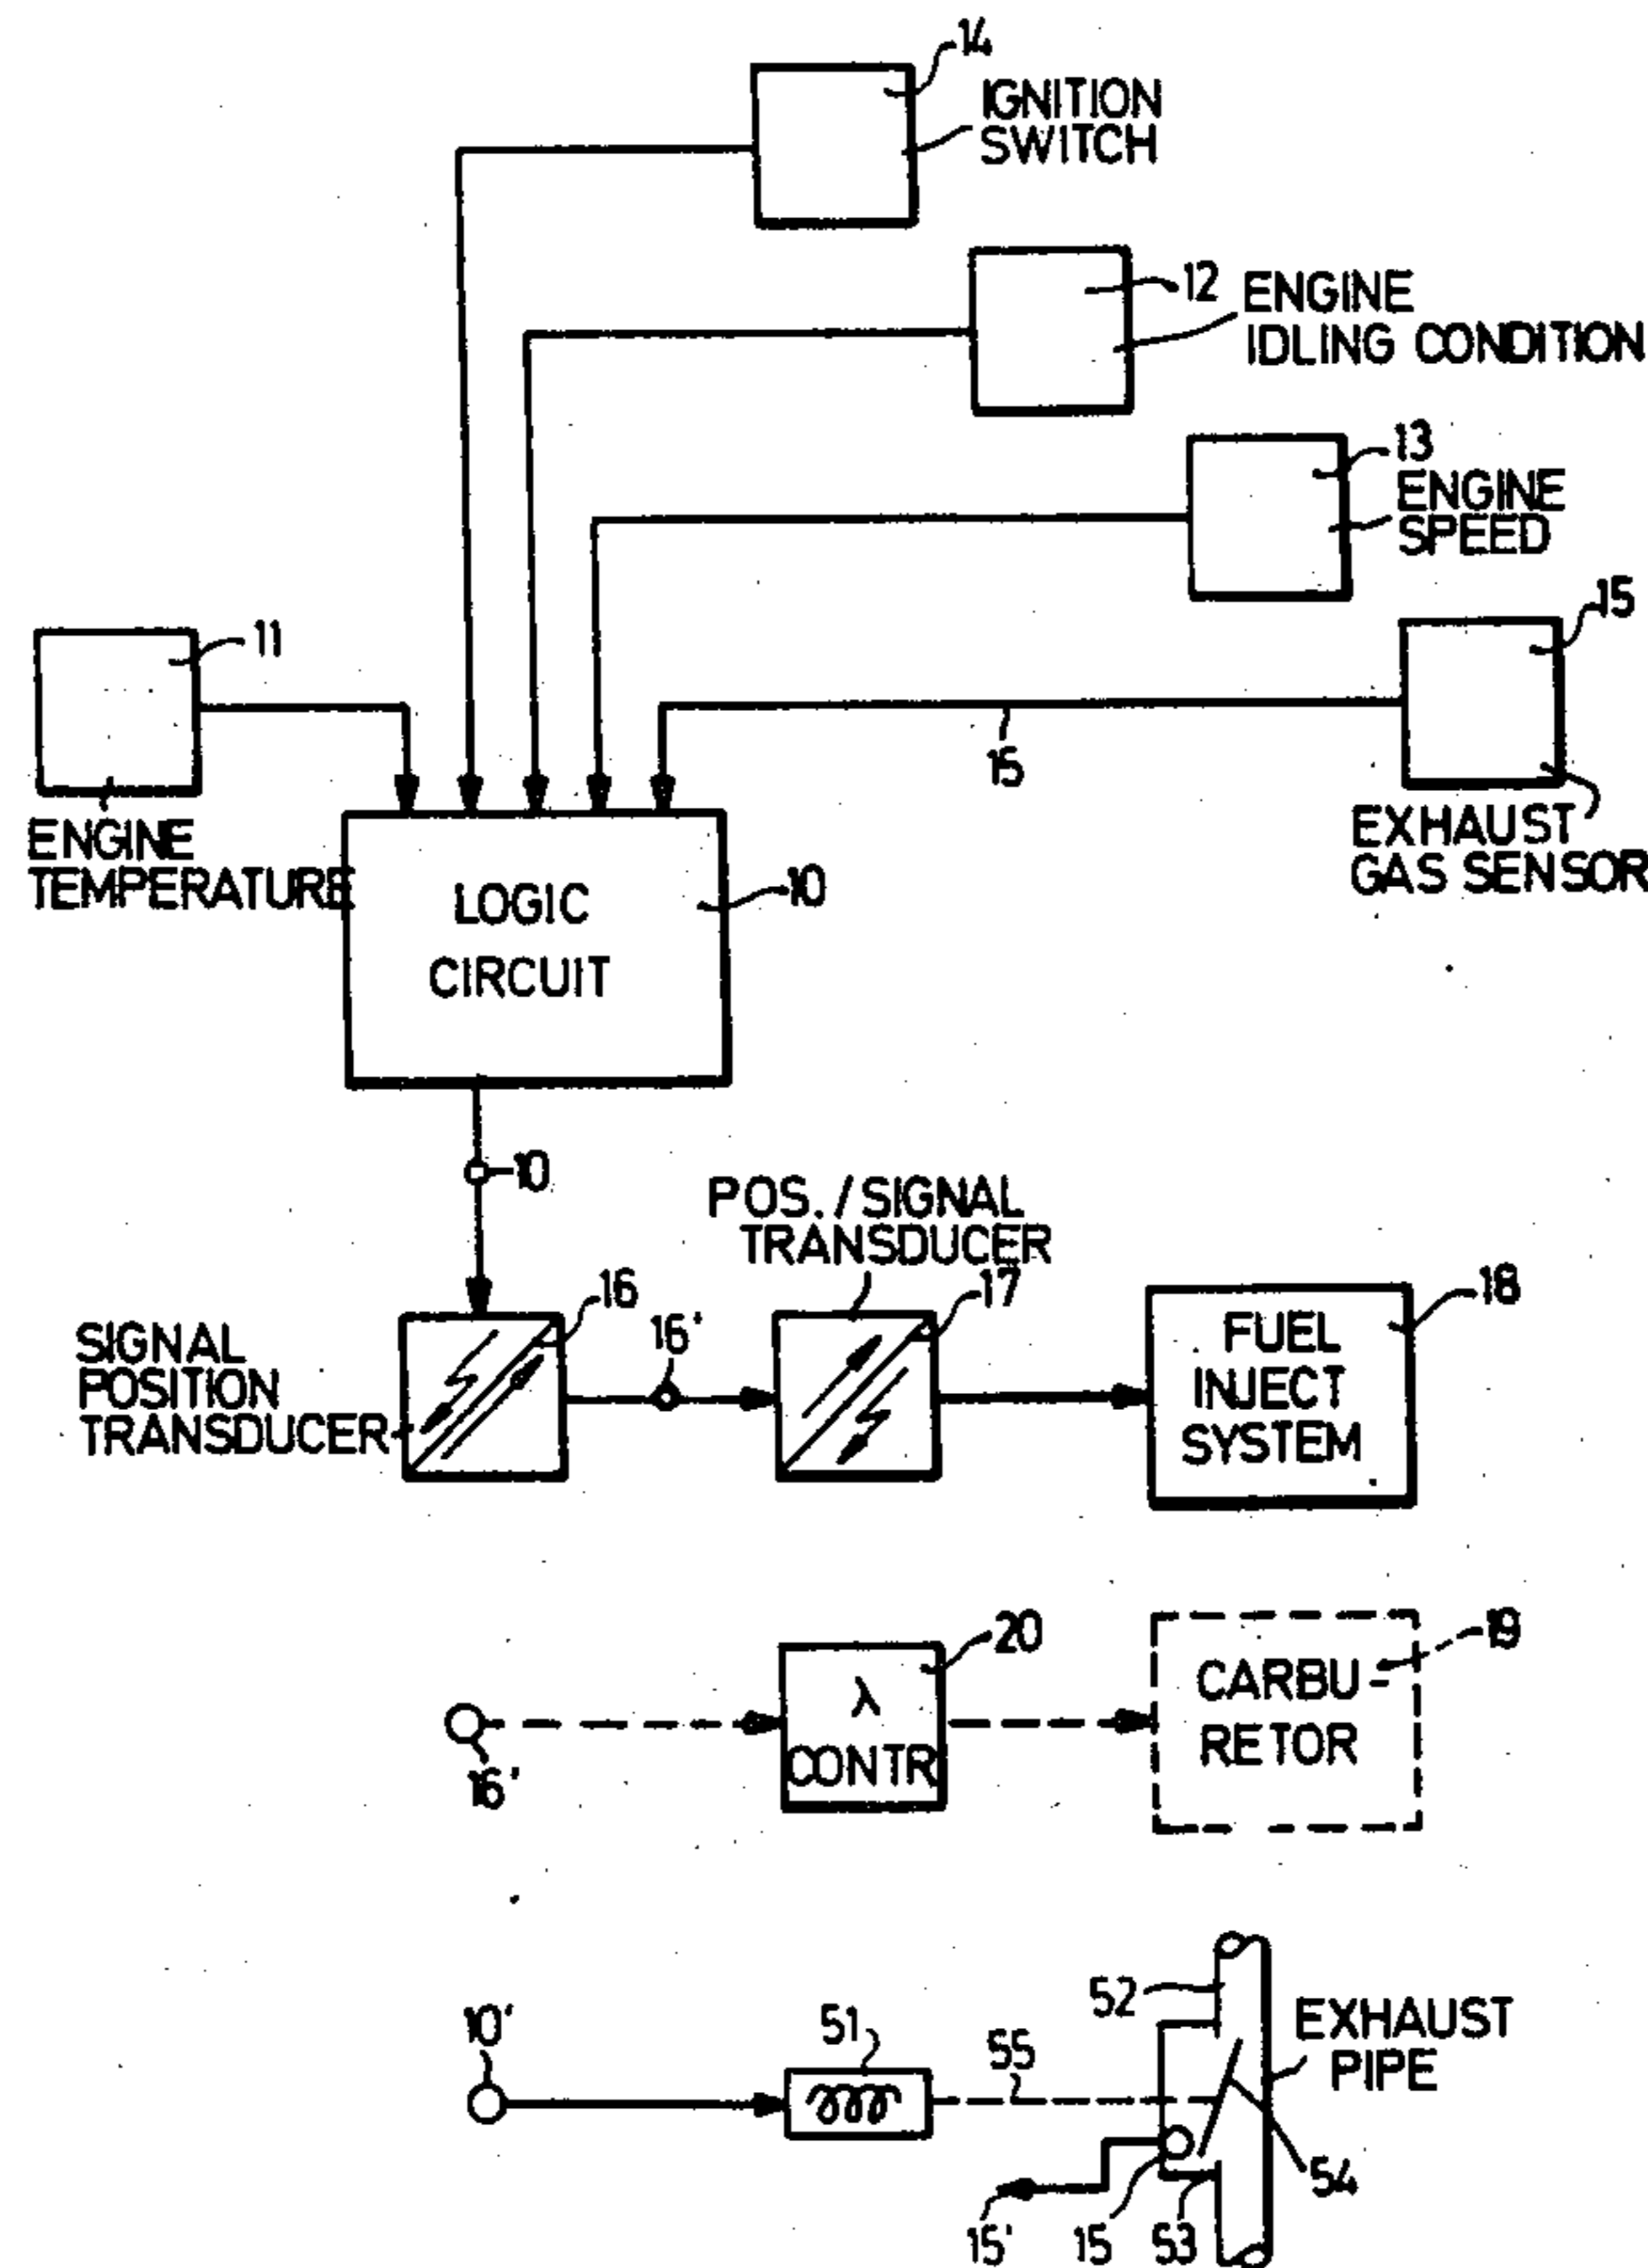 14
IGNITION
SWITCH
12
ENGINE
IDLING CONDITION
13
ENGINE
SPEED
15
11
15
ENGINE
TEMPERATURE
EXHAUST
GAS SENSOR
LOGIC
CIRCUIT
10
10
POS./SIGNAL
TRANSDUCER
SIGNAL
POSITION
TRANSDUCER
16
16'
17
18
FUEL
INJECT
SYSTEM
20
19
λ
CONTR
CARBU-
RETOR
16'
10'
51
55
52
EXHAUST
PIPE
54
15'
15
53